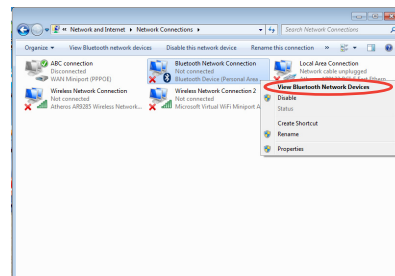 « Network and Internet ▸ Network Connections ▸
Search Network Connections
Organize ▾ View Bluetooth network devices Disable this network device Rename this connection »
ABC connection
Disconnected
WAN Miniport (PPPOE)
Bluetooth Network Connection
Not connected
Bluetooth Device (Personal Area
Local Area Connection
Network cable unplugged
Wireless Network Connection
Not connected
Atheros AR9285 Wireless Network...
Wireless Network Connection 2
Not connected
Microsoft Virtual WiFi Miniport A
View Bluetooth Network Devices
Disable
Status
Create Shortcut
Rename
Properties